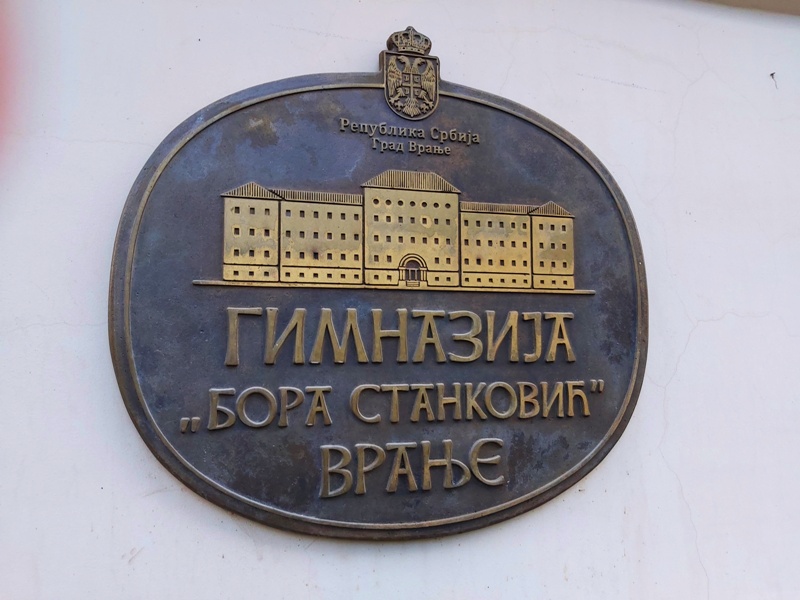 Република Србија
Град Врање
ГИМНАЗИЈА
„БОРА СТАНКОВИЋ”
ВРАЊЕ